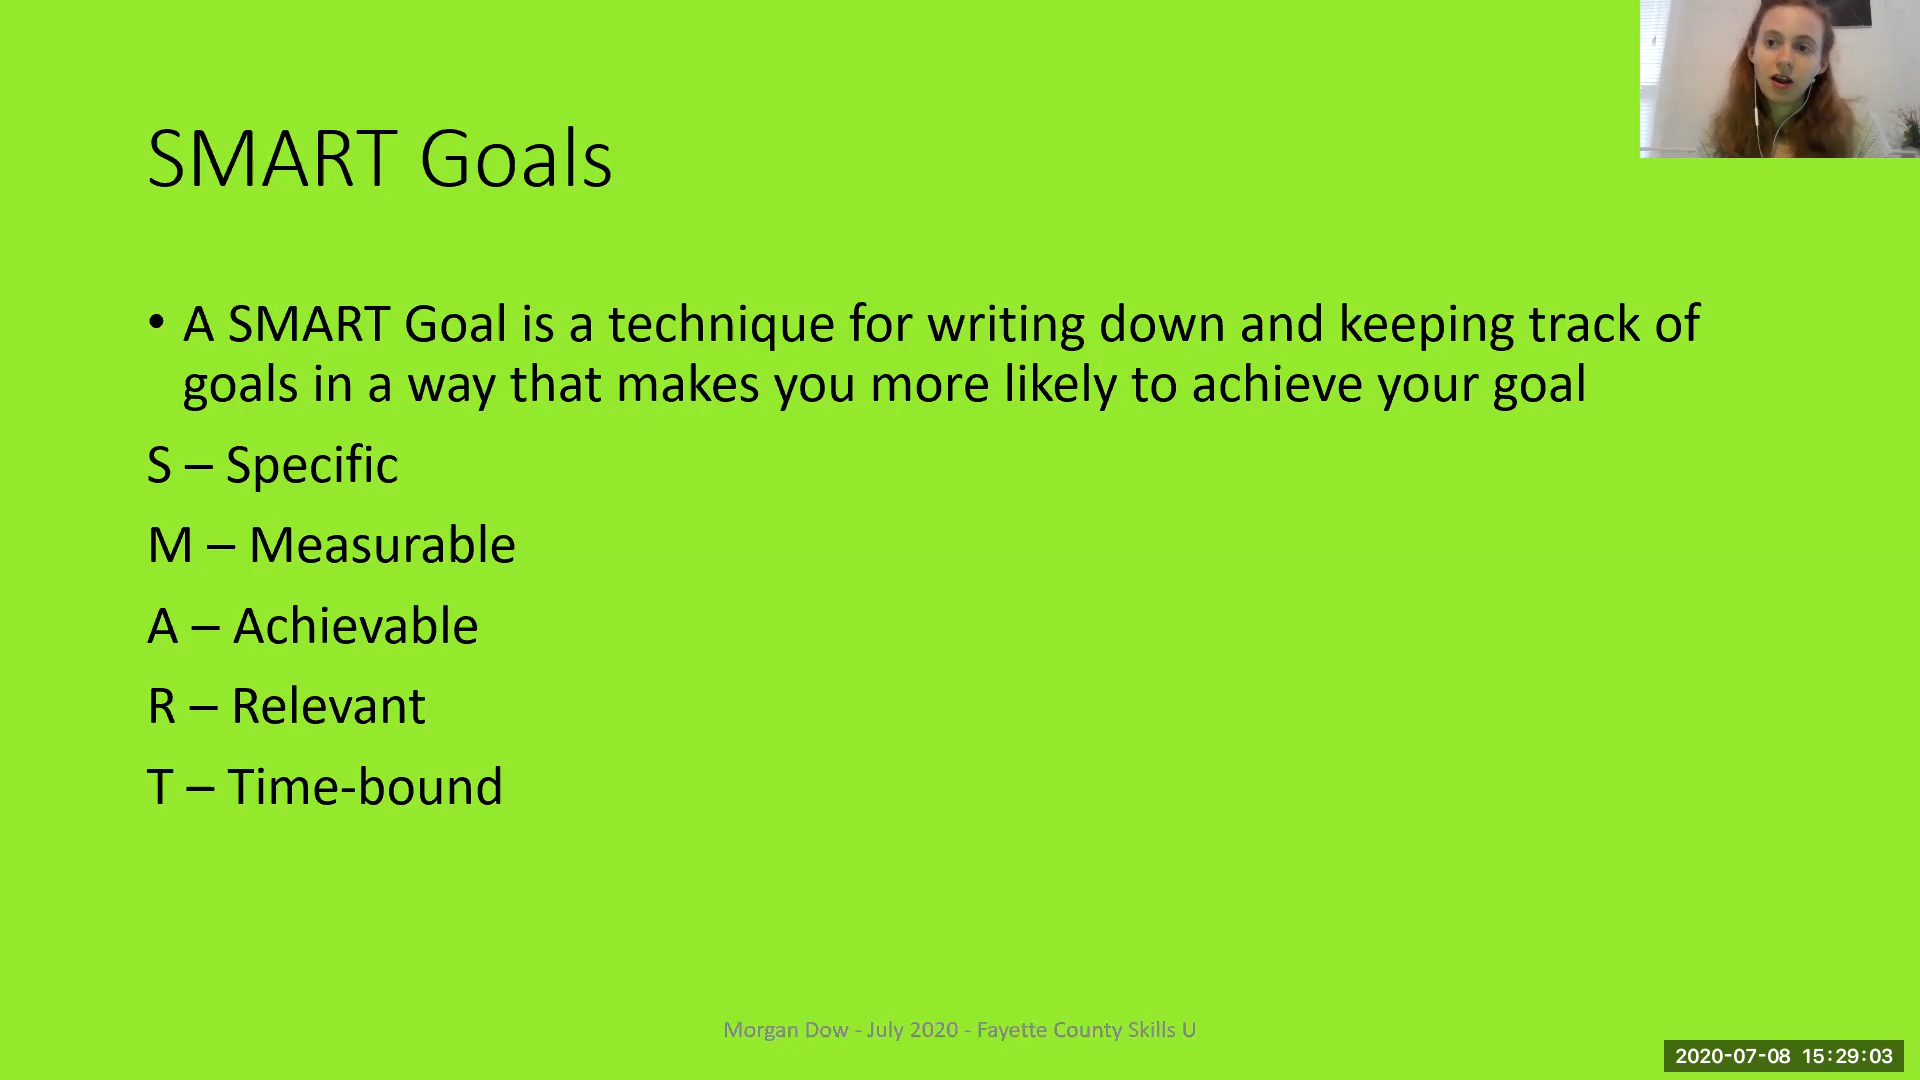 SMART Goals
• A SMART Goal is a technique for writing down and keeping track of
goals in a way that makes you more likely to achieve your goal
S – Specific
M – Measurable
A – Achievable
R – Relevant
T – Time-bound
Morgan Dow - July 2020 - Fayette County Skills U
2020-07-08 15:29:03